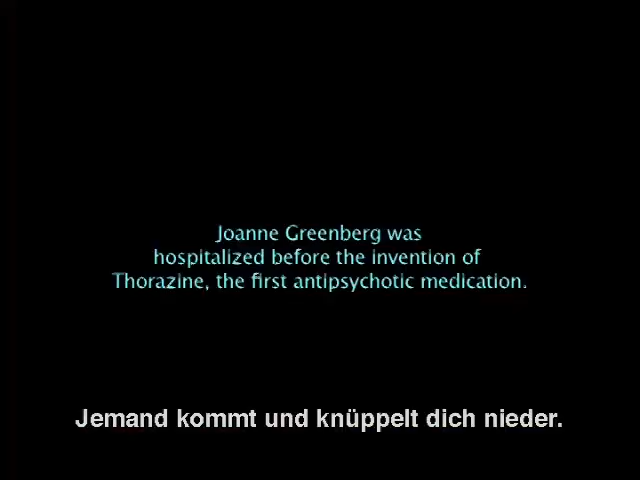 Joanne Greenberg was
hospitalized before the invention of
Thorazine, the first antipsychotic medication.
Jemand kommt und knüppelt dich nieder.